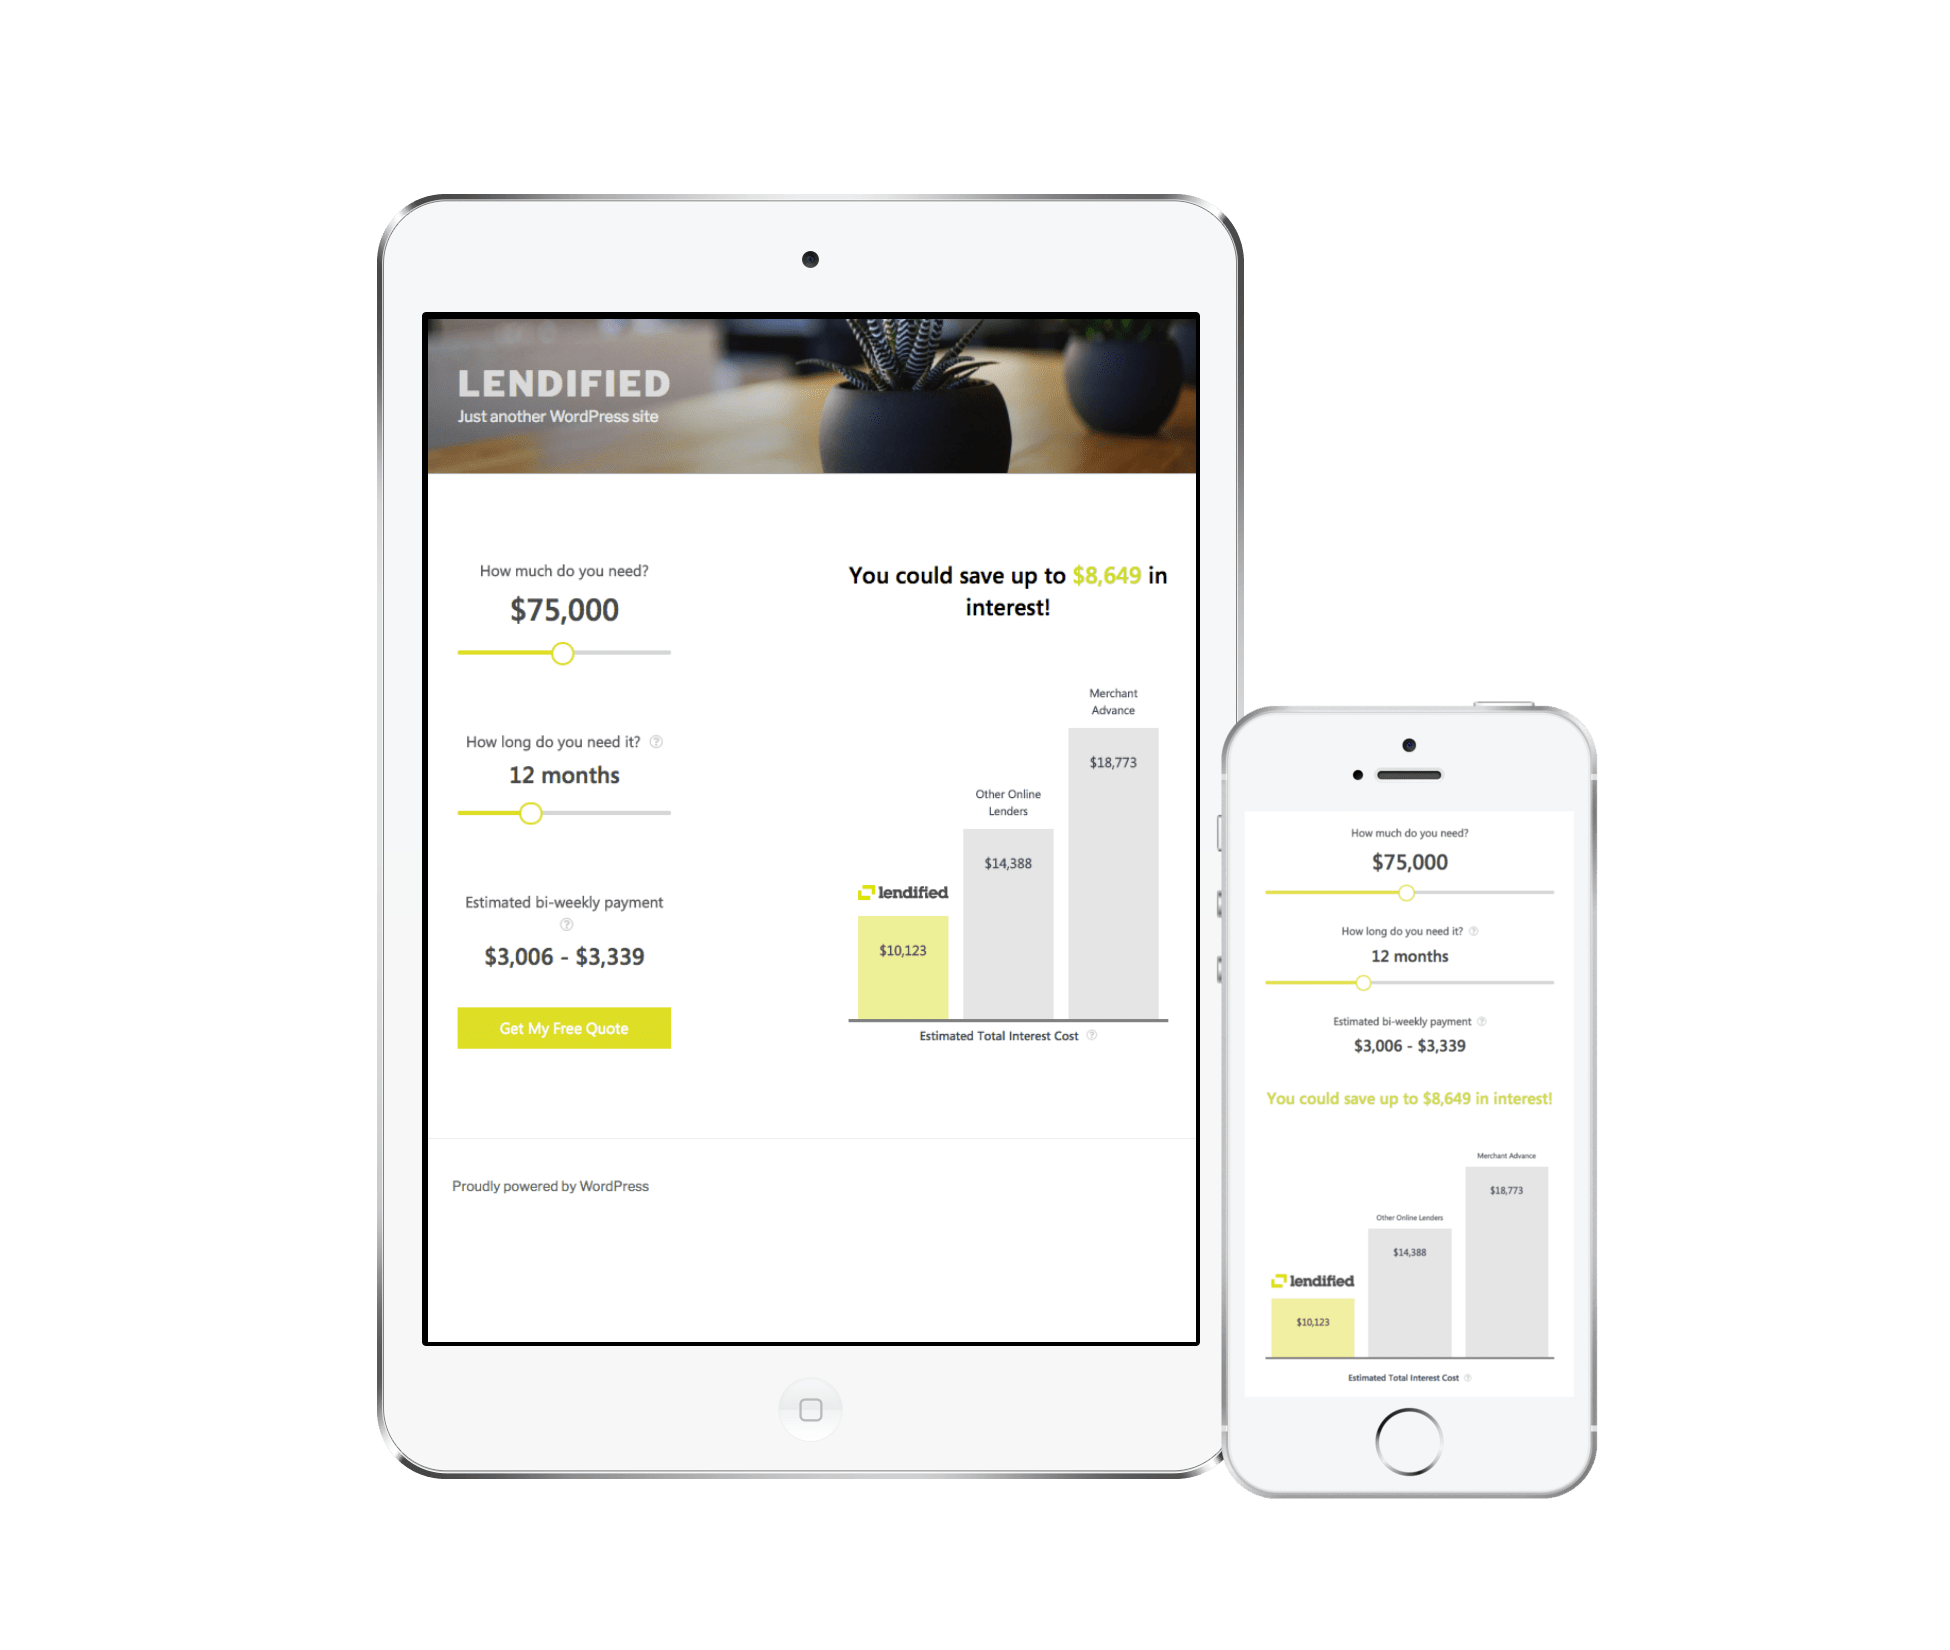 LENDIFIED
Just another WordPress site
How much do you need?
$75,000
How long do you need it? ?
12 months
Estimated bi-weekly payment
?
$3,006 - $3,339
Get My Free Quote
You could save up to $8,649 in
interest!
Merchant
Advance
$18,773
Other Online
Lenders
$14,388
lendified
$10,123
Estimated Total Interest Cost ?
Proudly powered by WordPress
How much do you need?
$75,000
How long do you need it? ?
12 months
Estimated bi-weekly payment ?
$3,006 - $3,339
You could save up to $8,649 in interest!
Merchant Advance
$18,773
Other Online Lenders
$14,388
lendified
$10,123
Estimated Total Interest Cost ?